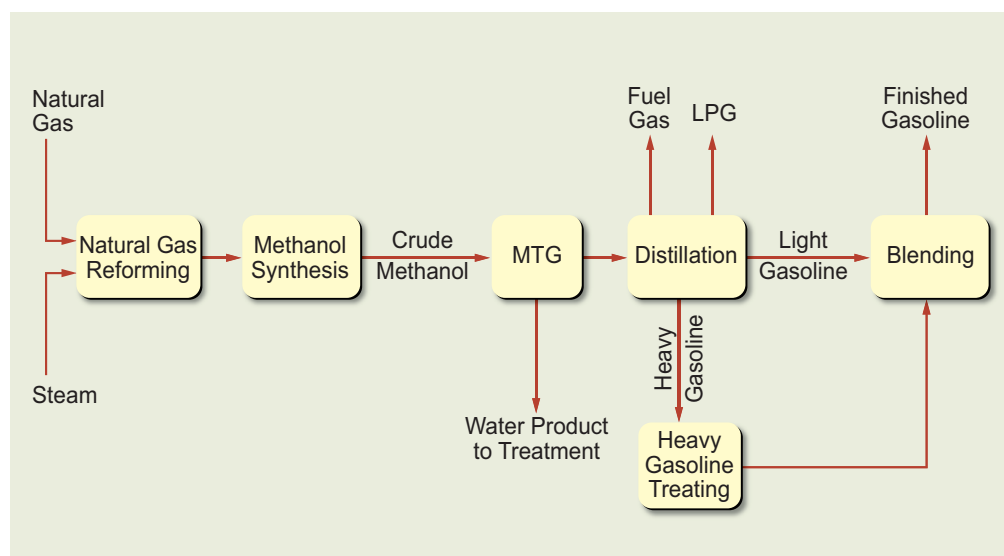 Natural
Gas
Fuel
Gas
LPG
Finished
Gasoline
Natural Gas
Reforming
Methanol
Synthesis
Crude
Methanol
MTG
Distillation
Light
Gasoline
Blending
Heavy
Gasoline
Steam
Water Product
to Treatment
Heavy
Gasoline
Treating